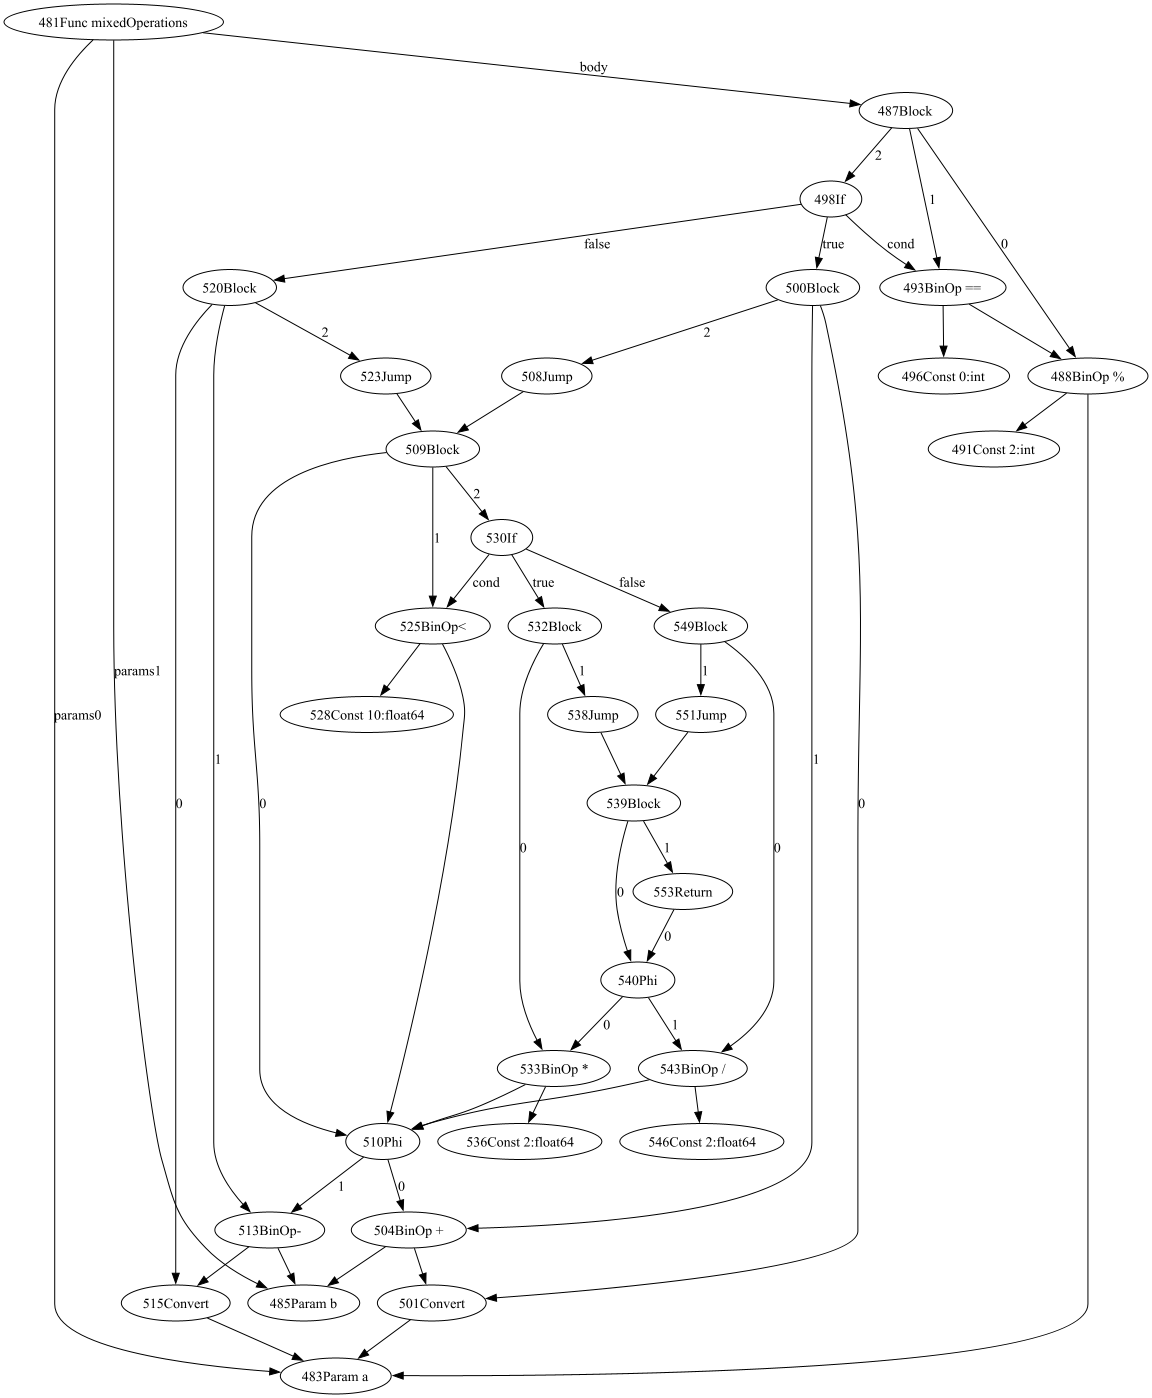 481Func mixedOperations
body
487Block
2
1
0
498If
false
true
cond
520Block
500Block
493BinOp ==
2
2
523Jump
508Jump
496Const 0:int
488BinOp %
509Block
491Const 2:int
1
2
530If
cond
true
false
525BinOp<
532Block
549Block
params1
1
1
params0
528Const 10:float64
538Jump
551Jump
1
1
0
0
0
539Block
0
1
0
0
553Return
0
540Phi
0
1
533BinOp *
543BinOp /
510Phi
536Const 2:float64
546Const 2:float64
1
0
513BinOp-
504BinOp +
515Convert
485Param b
501Convert
483Param a